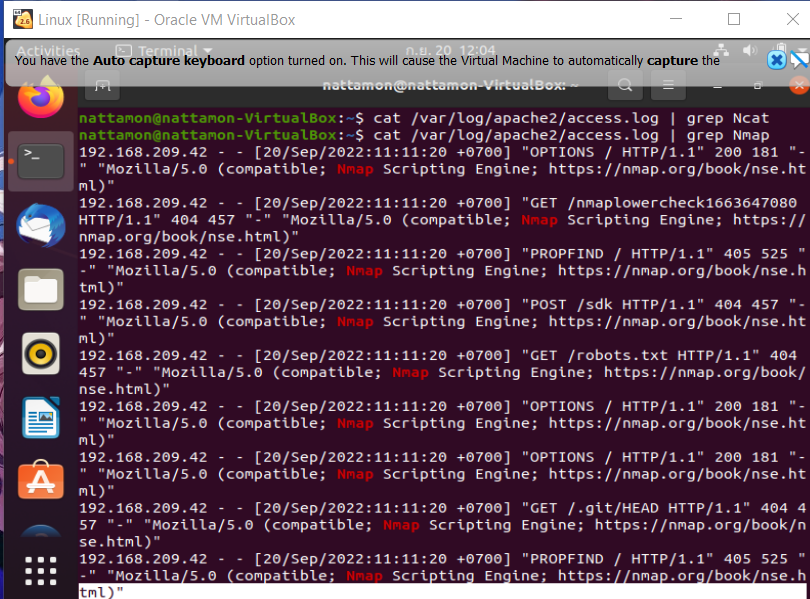 Linux [Running] - Oracle VM VirtualBox
Activities Terminal ก.ย. 20 12:04
You have the Auto capture keyboard option turned on. This will cause the Virtual Machine to automatically capture the
nattamon@nattamon-VirtualBox: ~
nattamon@nattamon-VirtualBox:~$ cat /var/log/apache2/access.log | grep Ncat
nattamon@nattamon-VirtualBox:~$ cat /var/log/apache2/access.log | grep Nmap
192.168.209.42 - - [20/Sep/2022:11:11:20 +0700] "OPTIONS / HTTP/1.1" 200 181 "-
" "Mozilla/5.0 (compatible; Nmap Scripting Engine; https://nmap.org/book/nse.ht
ml)"
192.168.209.42 - - [20/Sep/2022:11:11:20 +0700] "GET /nmaplowercheck1663647080
HTTP/1.1" 404 457 "-" "Mozilla/5.0 (compatible; Nmap Scripting Engine; https://
nmap.org/book/nse.html)"
192.168.209.42 - - [20/Sep/2022:11:11:20 +0700] "PROPFIND / HTTP/1.1" 405 525 "
-" "Mozilla/5.0 (compatible; Nmap Scripting Engine; https://nmap.org/book/nse.h
tml)"
192.168.209.42 - - [20/Sep/2022:11:11:20 +0700] "POST /sdk HTTP/1.1" 404 457 "-
" "Mozilla/5.0 (compatible; Nmap Scripting Engine; https://nmap.org/book/nse.ht
ml)"
192.168.209.42 - - [20/Sep/2022:11:11:20 +0700] "GET /robots.txt HTTP/1.1" 404
457 "-" "Mozilla/5.0 (compatible; Nmap Scripting Engine; https://nmap.org/book/
nse.html)"
192.168.209.42 - - [20/Sep/2022:11:11:20 +0700] "OPTIONS / HTTP/1.1" 200 181 "-
" "Mozilla/5.0 (compatible; Nmap Scripting Engine; https://nmap.org/book/nse.ht
ml)"
192.168.209.42 - - [20/Sep/2022:11:11:20 +0700] "OPTIONS / HTTP/1.1" 200 181 "-
" "Mozilla/5.0 (compatible; Nmap Scripting Engine; https://nmap.org/book/nse.ht
ml)"
192.168.209.42 - - [20/Sep/2022:11:11:20 +0700] "GET /.git/HEAD HTTP/1.1" 404 4
57 "-" "Mozilla/5.0 (compatible; Nmap Scripting Engine; https://nmap.org/book/n
se.html)"
192.168.209.42 - - [20/Sep/2022:11:11:20 +0700] "PROPFIND / HTTP/1.1" 405 525 "
-" "Mozilla/5.0 (compatible; Nmap Scripting Engine; https://nmap.org/book/nse.h
tml)"